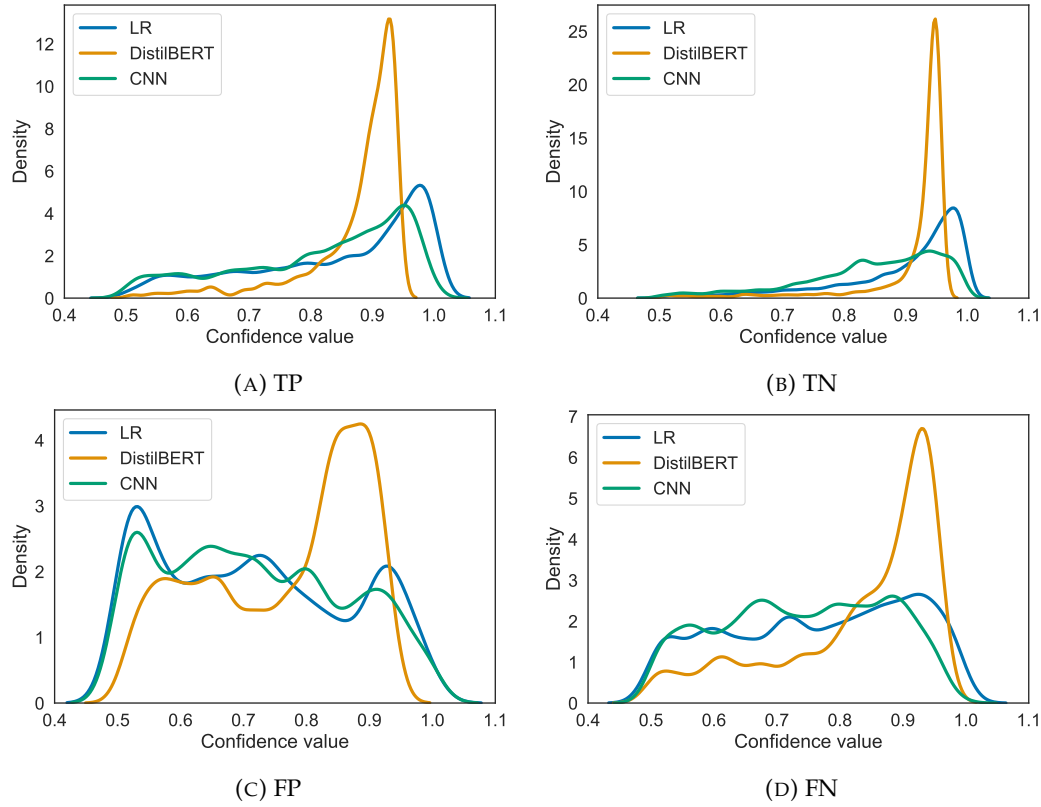 12
10
8
6
4
2
0
Density
LR
DistilBERT
CNN
0.4 0.5 0.6 0.7 0.8 0.9 1.0 1.1
Confidence value
(A) TP
25
20
15
10
5
0
Density
LR
DistilBERT
CNN
0.4 0.5 0.6 0.7 0.8 0.9 1.0 1.1
Confidence value
(B) TN
4
3
2
1
0
Density
LR
DistilBERT
CNN
0.4 0.5 0.6 0.7 0.8 0.9 1.0 1.1
Confidence value
(C) FP
7
6
5
4
3
2
1
0
Density
LR
DistilBERT
CNN
0.4 0.5 0.6 0.7 0.8 0.9 1.0 1.1
Confidence value
(D) FN